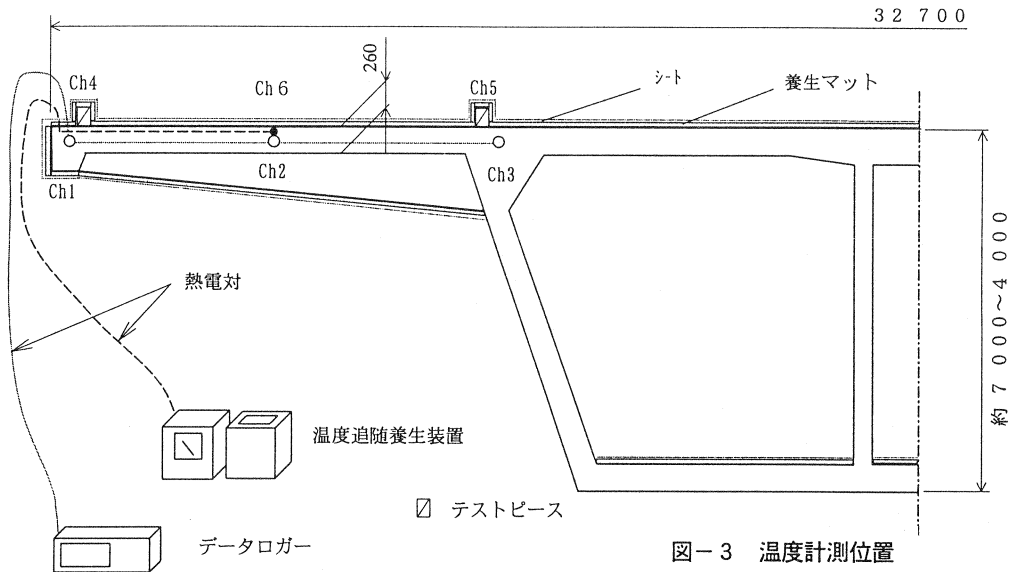 32 700
260
Ch4
Ch6
Ch5
シート
養生マット
Ch1
Ch2
Ch3
約7 000～4 000
熱電対
温度追随養生装置
テストピース
データロガー
図－3　温度計測位置